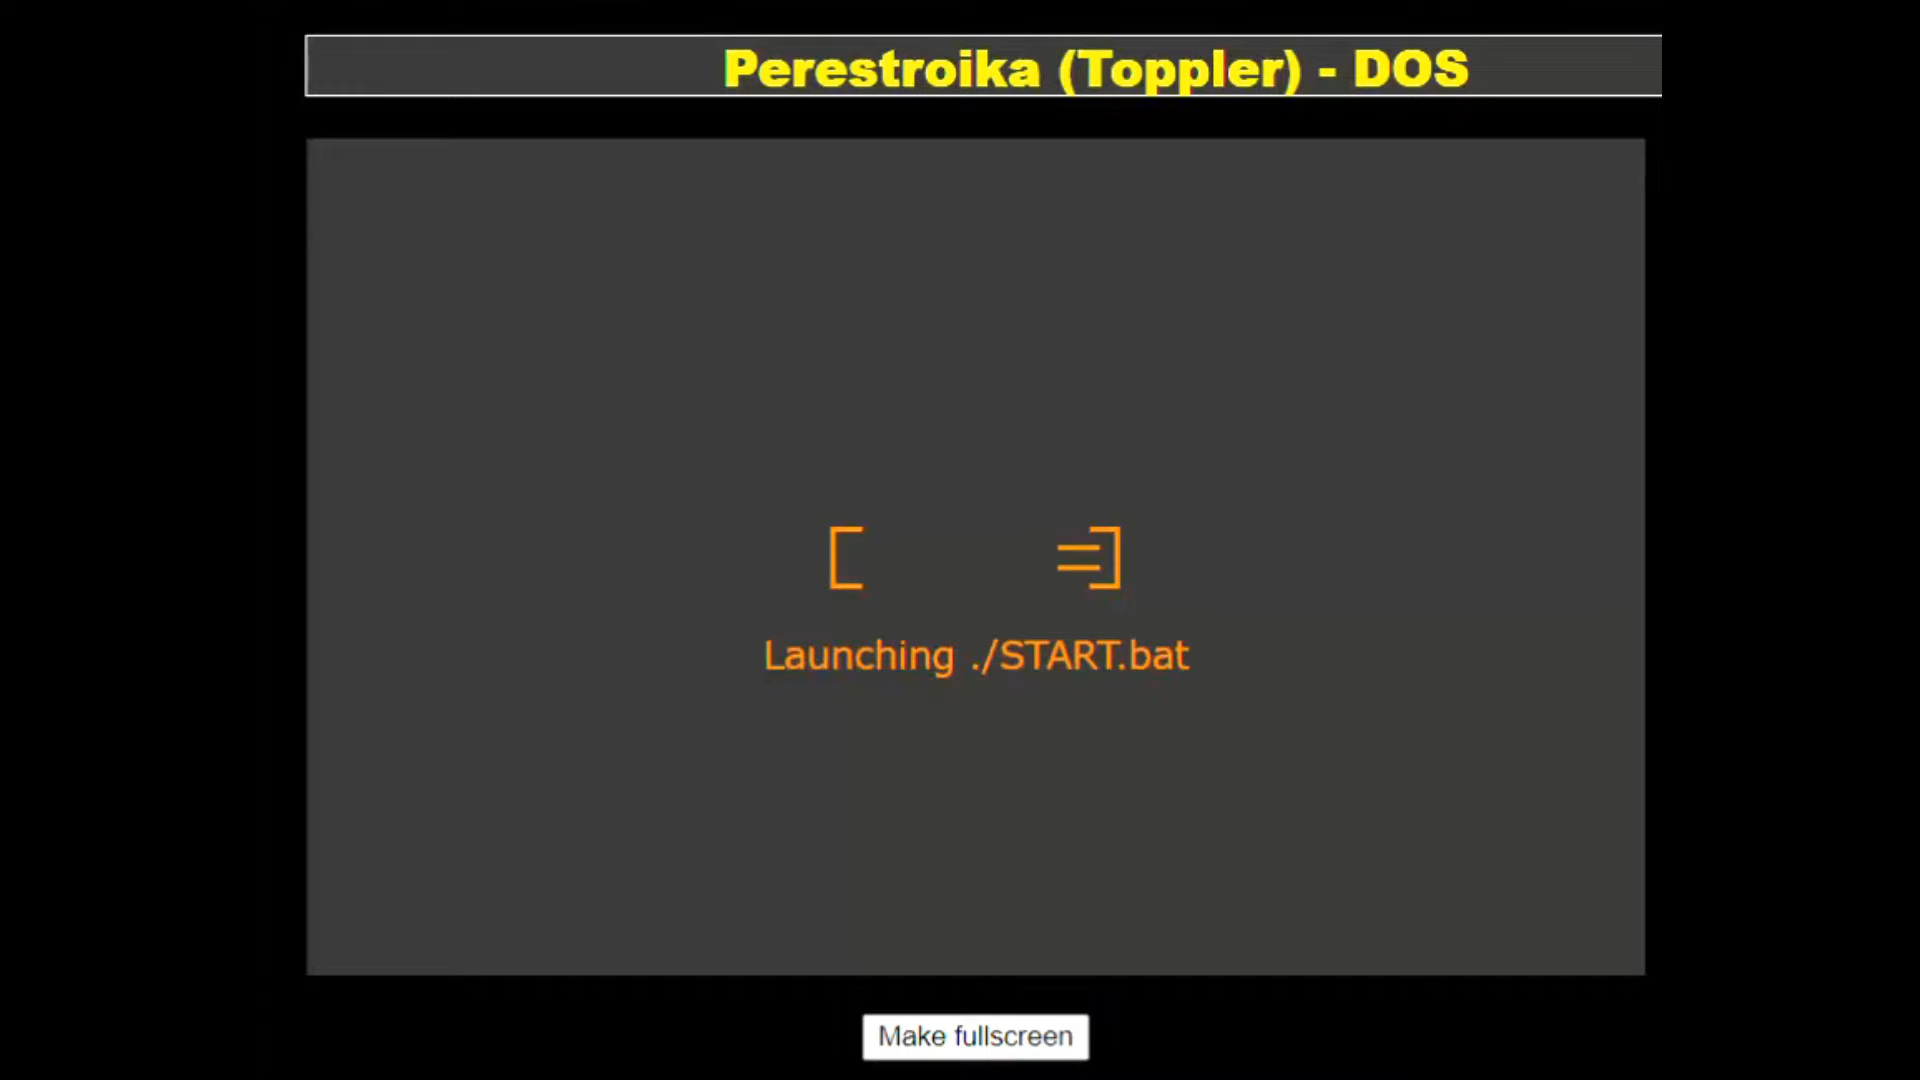 Perestroika (Toppler) - DOS
[ =]
Launching ./START.bat
Make fullscreen